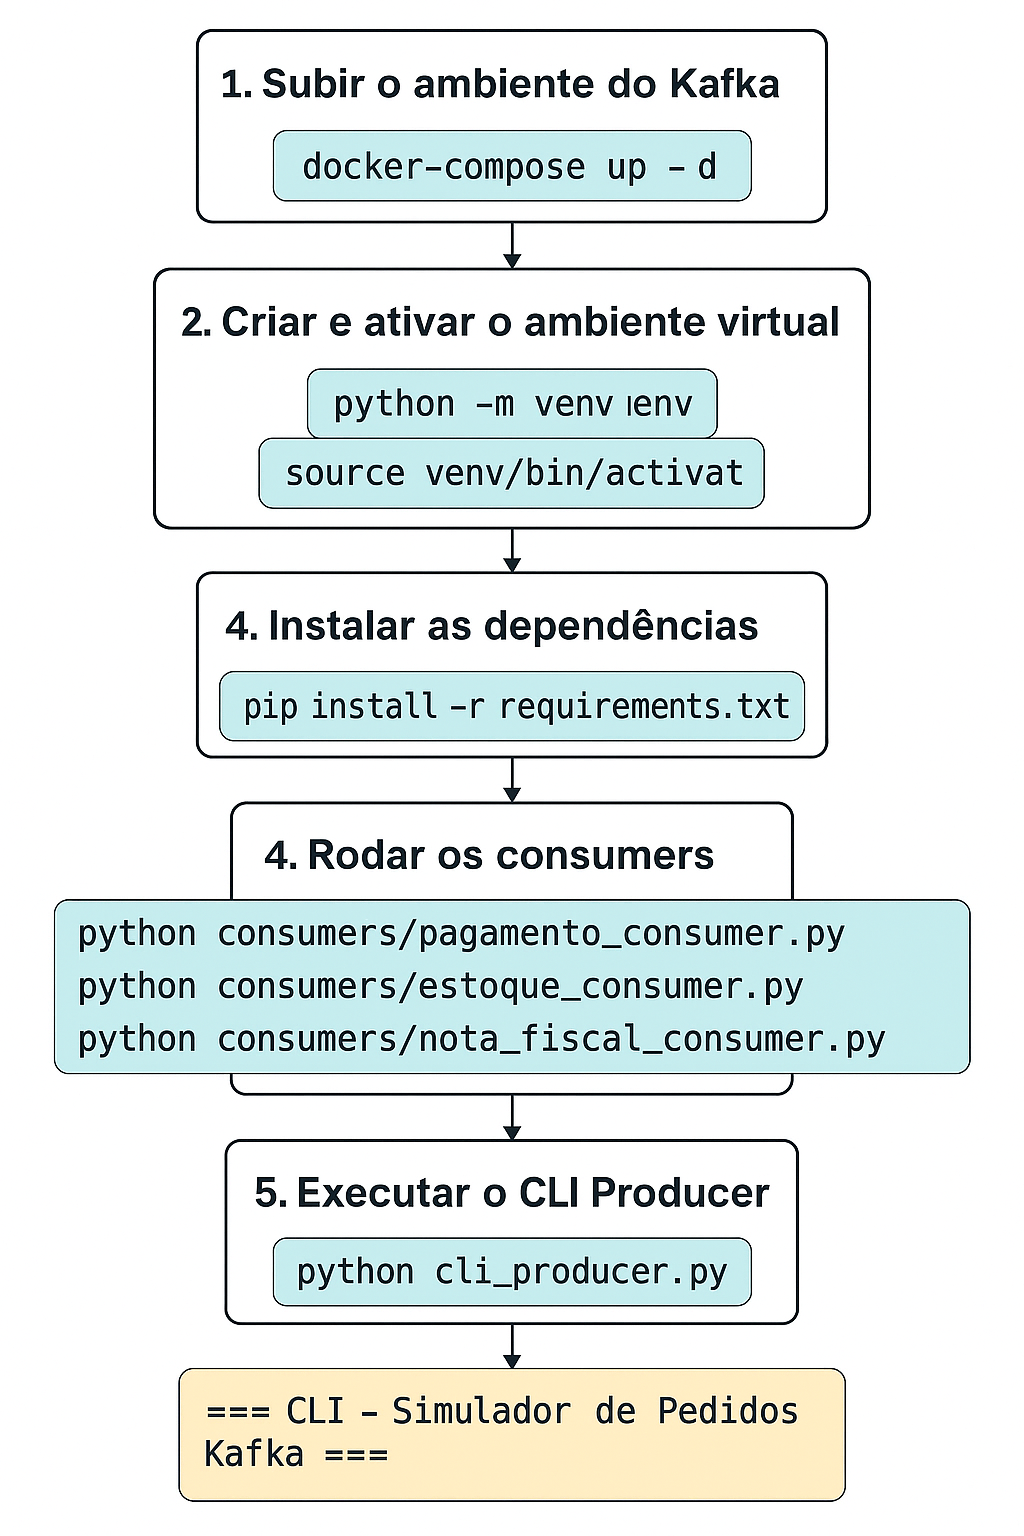 1. Subir o ambiente do Kafka
docker-compose up - d
2. Criar e ativar o ambiente virtual
python -m venv ıenv
source venv/bin/activat
4. Instalar as dependências
pip install -r requirements.txt
4. Rodar os consumers
python consumers/pagamento_consumer.py
python consumers/estoque_consumer.py
python consumers/nota_fiscal_consumer.py
5. Executar o CLI Producer
python cli_producer.py
=== CLI - Simulador de Pedidos
Kafka ===